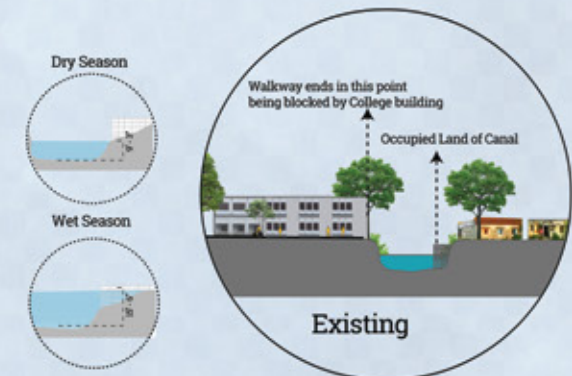 Dry Season
Wet Season
Walkway ends in this point
being blocked by College building
Occupied Land of Canal
Existing